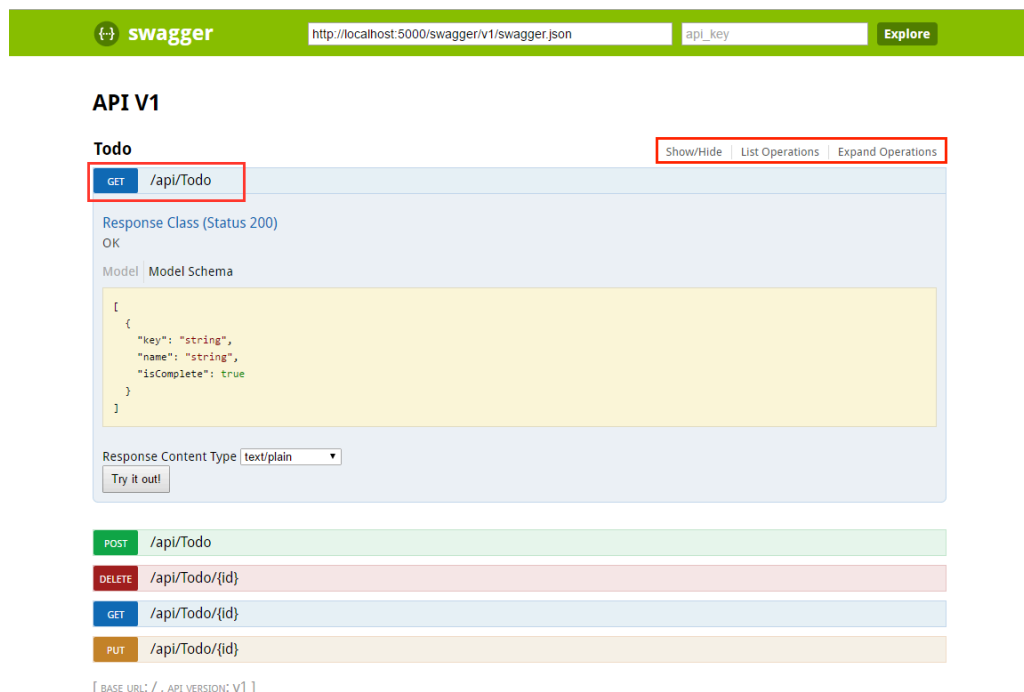 {··} swagger http://localhost:5000/swagger/v1/swagger.json api_key Explore
API V1
Todo Show/Hide List Operations Expand Operations
GET /api/Todo
Response Class (Status 200)
OK
Model Model Schema
[
{
"key": "string",
"name": "string",
"isComplete": true
}
]
Response Content Type text/plain
Try it out!
POST /api/Todo
DELETE /api/Todo/{id}
GET /api/Todo/{id}
PUT /api/Todo/{id}
[ BASE URL: / , API VERSION: V1 ]